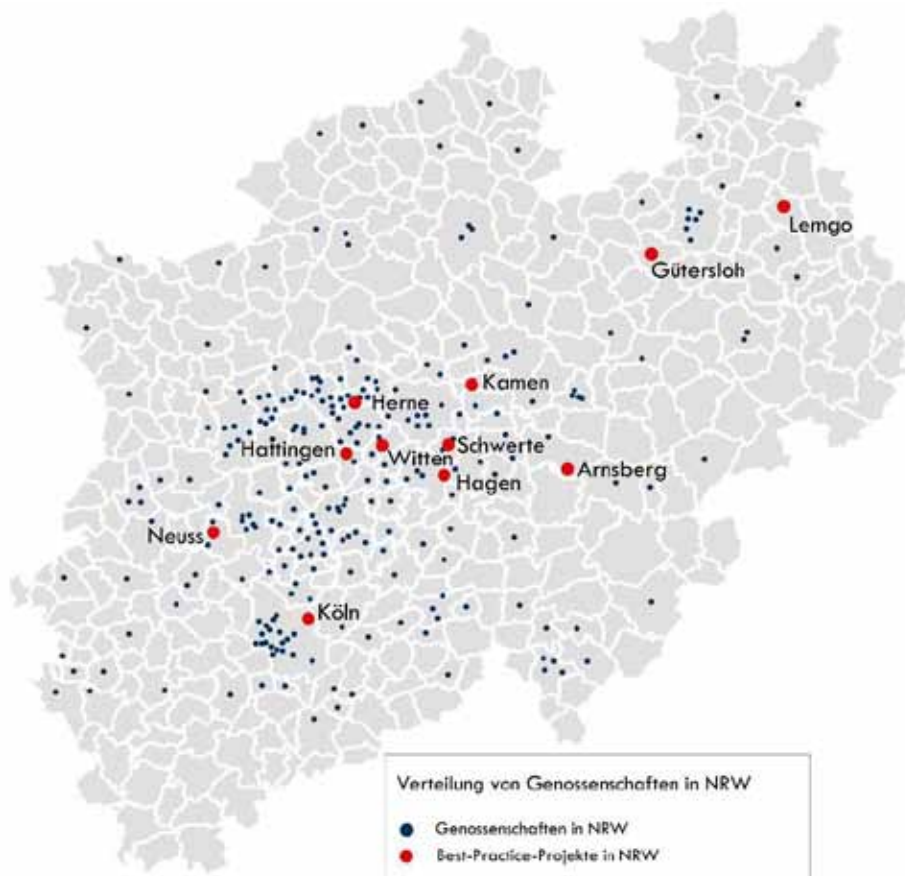 Lemgo
Gütersloh
Kamen
Herne
Hattingen
Witten
Schwerte
Hagen
Arnsberg
Neuss
Köln
Verteilung von Genossenschaften in NRW
Genossenschaften in NRW
Best-Practice-Projekte in NRW